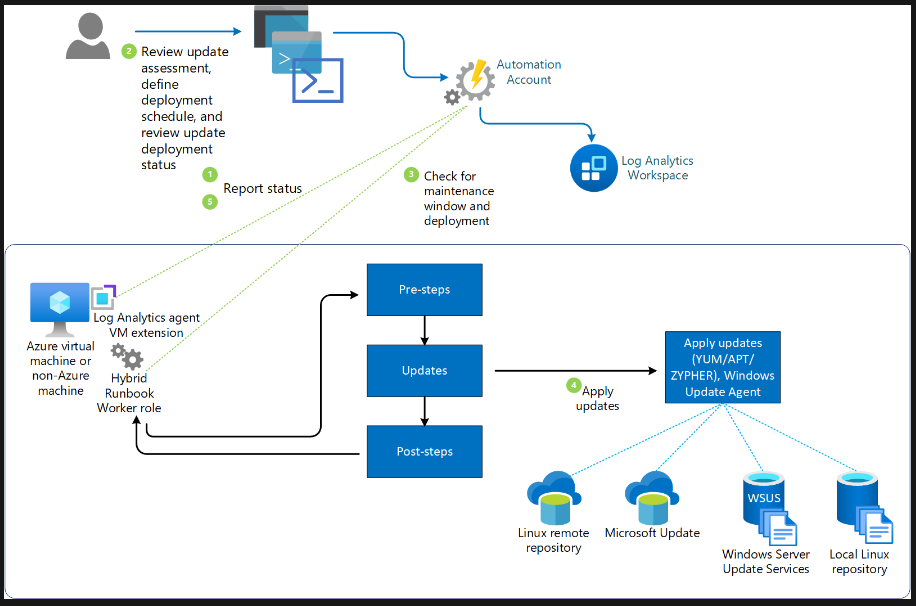 2
Review update
assessment,
define
deployment
schedule, and
review update
deployment
status
Automation
Account
Log Analytics
Workspace
1
5
Report status
3
Check for
maintenance
window and
deployment
Log Analytics agent
VM extension
Azure virtual
machine or
non-Azure
machine
Hybrid
Runbook
Worker role
Pre-steps
Updates
Post-steps
4
Apply
updates
Apply updates
(YUM/APT/
ZYPHER), Windows
Update Agent
Linux remote
repository
Microsoft Update
WSUS
Windows Server
Update Services
Local Linux
repository